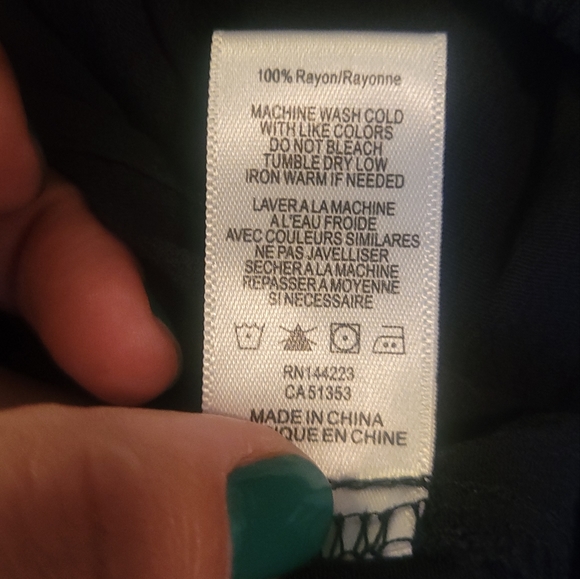 100% Rayon/Rayonne
MACHINE WASH COLD
WITH LIKE COLORS
DO NOT BLEACH
TUMBLE DRY LOW
IRON WARM IF NEEDED
LAVER A LA MACHINE
A L'EAU FROIDE
AVEC COULEURS SIMILARES
NE PAS JAVELLISER
SECHER A LA MACHINE
REPASSER A MOYENNE
SI NECESSAIRE
RN144223
CA51353
MADE IN CHINA
QUE EN CHINE